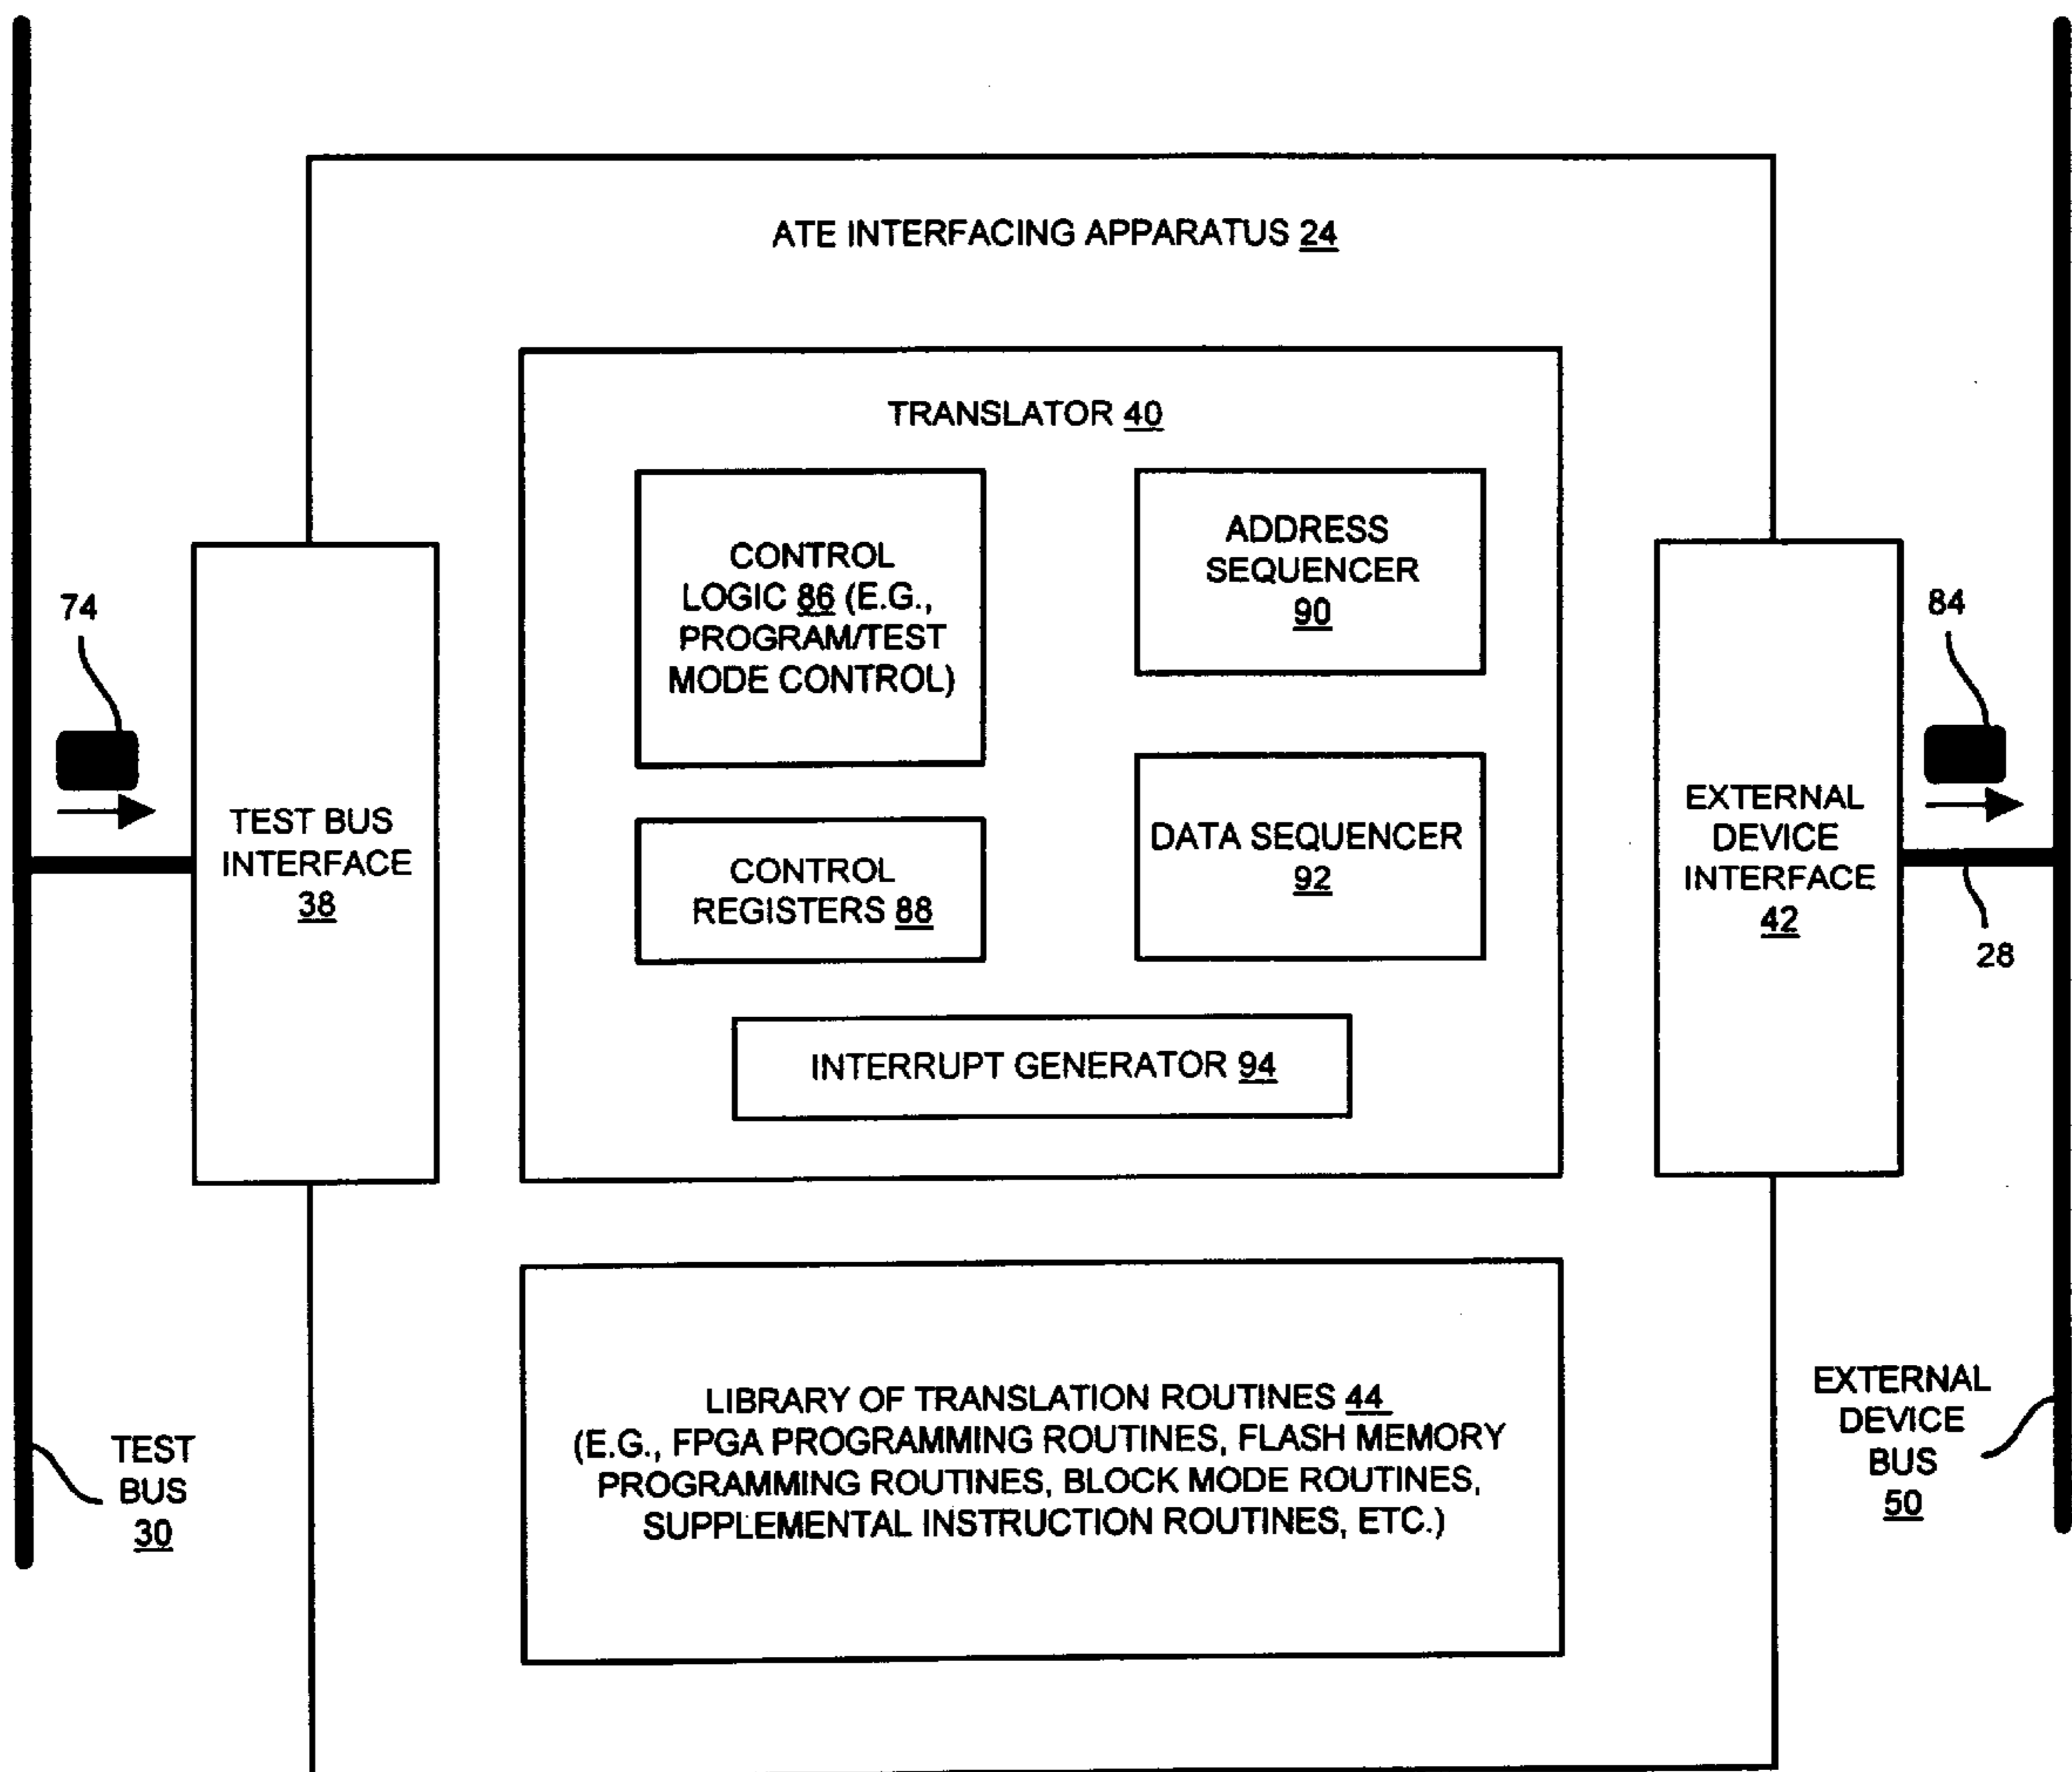 ATE INTERFACING APPARATUS 24
TRANSLATOR 40
CONTROL
LOGIC 86 (E.G.,
PROGRAM/TEST
MODE CONTROL)
ADDRESS
SEQUENCER
90
74
84
TEST BUS
INTERFACE
38
CONTROL
REGISTERS 88
DATA SEQUENCER
92
EXTERNAL
DEVICE
INTERFACE
42
28
INTERRUPT GENERATOR 94
LIBRARY OF TRANSLATION ROUTINES 44
(E.G., FPGA PROGRAMMING ROUTINES, FLASH MEMORY
PROGRAMMING ROUTINES, BLOCK MODE ROUTINES,
SUPPLEMENTAL INSTRUCTION ROUTINES, ETC.)
TEST
BUS
30
EXTERNAL
DEVICE
BUS
50